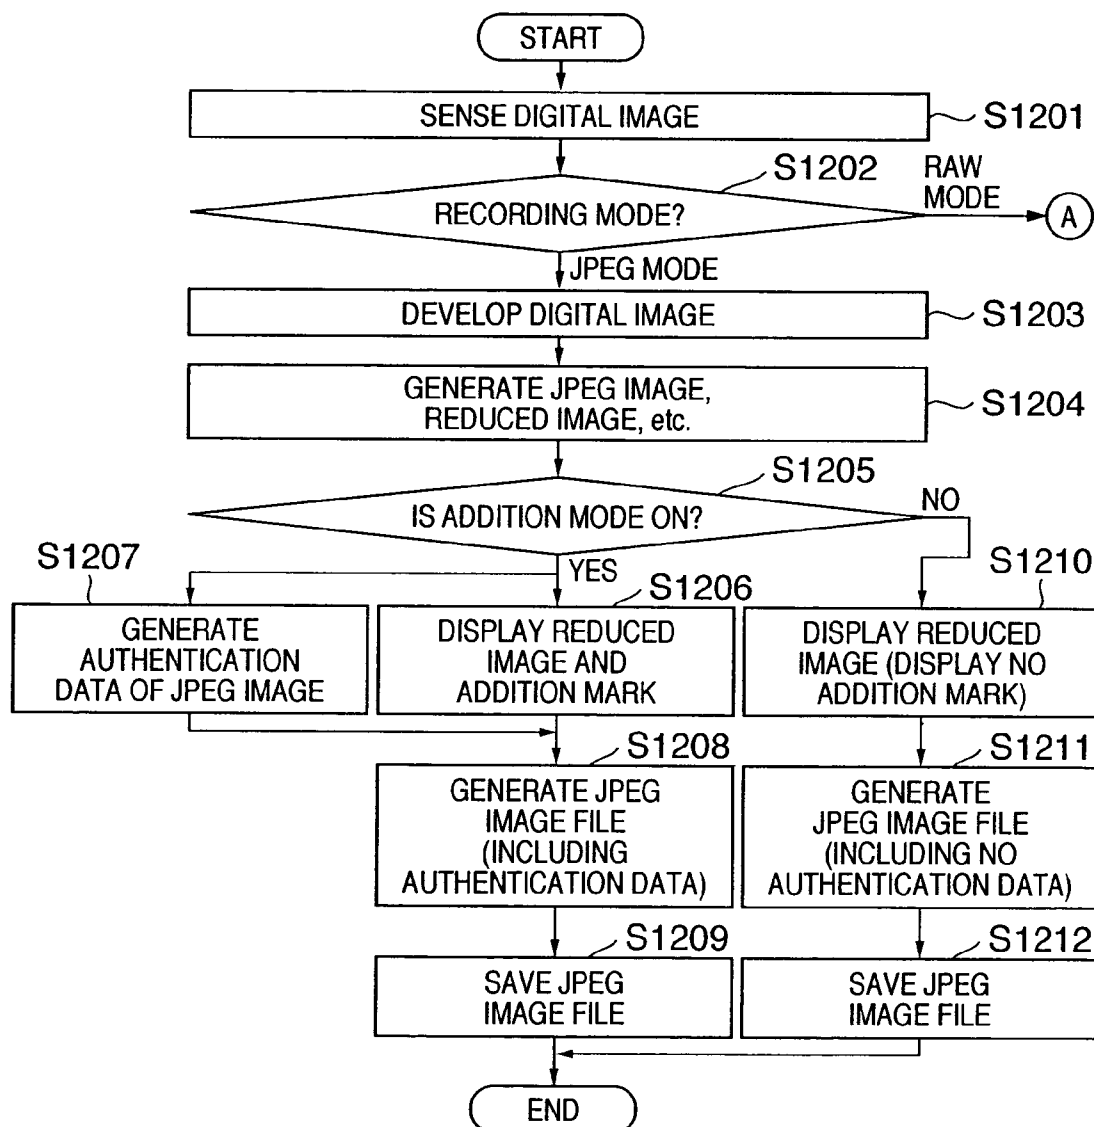 START
SENSE DIGITAL IMAGE
S1201
S1202
RAW
MODE
RECORDING MODE?
A
JPEG MODE
DEVELOP DIGITAL IMAGE
S1203
GENERATE JPEG IMAGE,
REDUCED IMAGE, etc.
S1204
S1205
IS ADDITION MODE ON?
NO
YES
S1207
S1206
S1210
GENERATE
AUTHENTICATION
DATA OF JPEG IMAGE
DISPLAY REDUCED
IMAGE AND
ADDITION MARK
DISPLAY REDUCED
IMAGE (DISPLAY NO
ADDITION MARK)
S1208
S1211
GENERATE JPEG
IMAGE FILE
(INCLUDING
AUTHENTICATION DATA)
GENERATE
JPEG IMAGE FILE
(INCLUDING NO
AUTHENTICATION DATA)
S1209
S1212
SAVE JPEG
IMAGE FILE
SAVE JPEG
IMAGE FILE
END